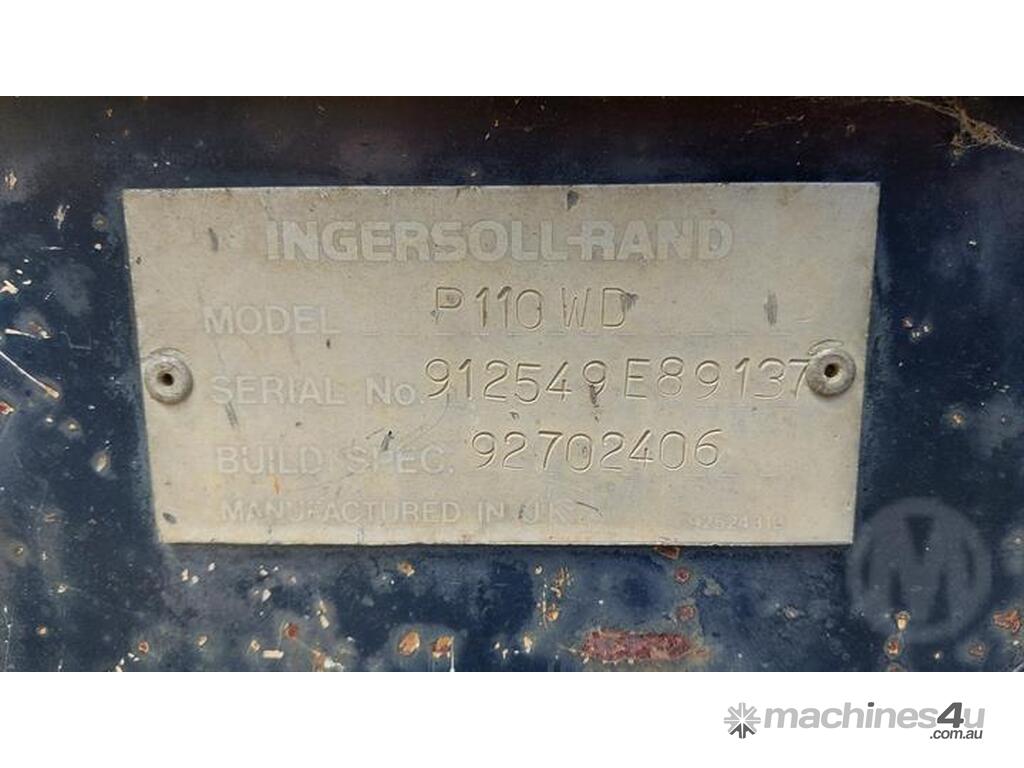 INGERSOLL-RAND
MODEL P110WD
SERIAL No. 912549E89137
BUILD SPEC. 92702406
MANUFACTURED IN U.K.
M
machines4u
.com.au